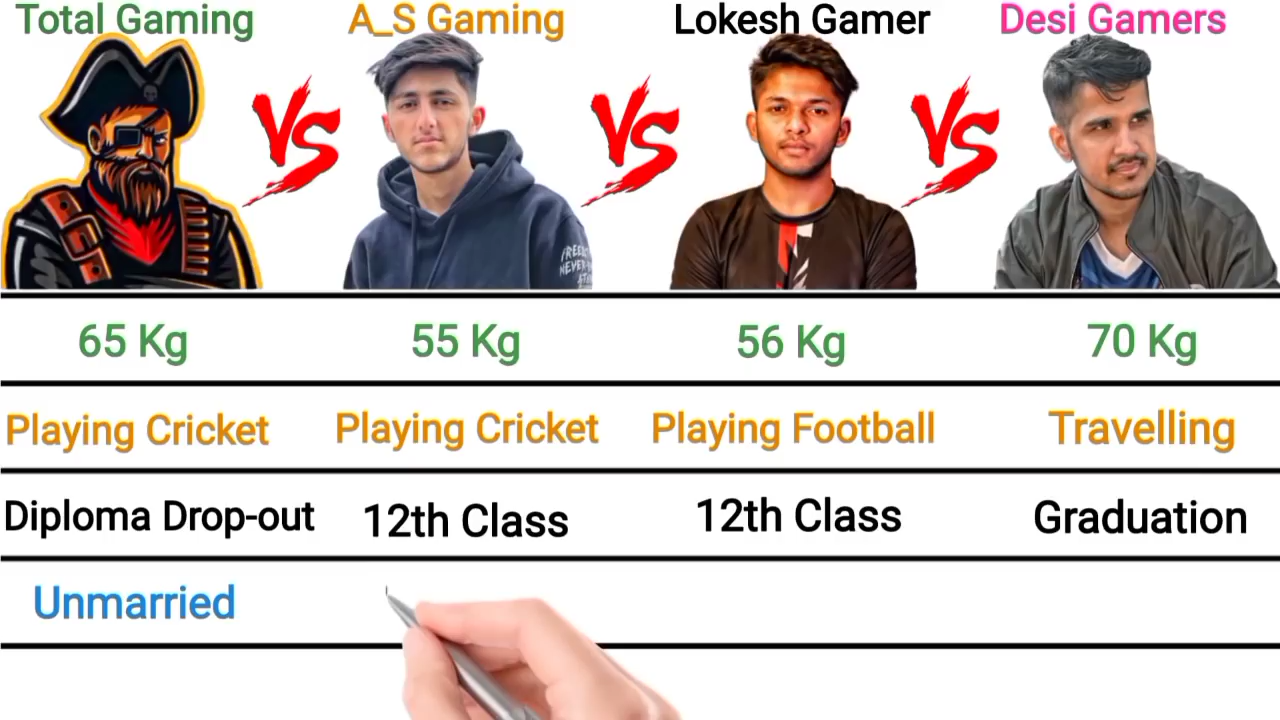 Total Gaming A_S Gaming Lokesh Gamer Desi Gamers
VS VS VS
65 Kg 55 Kg 56 Kg 70 Kg
Playing Cricket Playing Cricket Playing Football Travelling
Diploma Drop-out 12th Class 12th Class Graduation
Unmarried